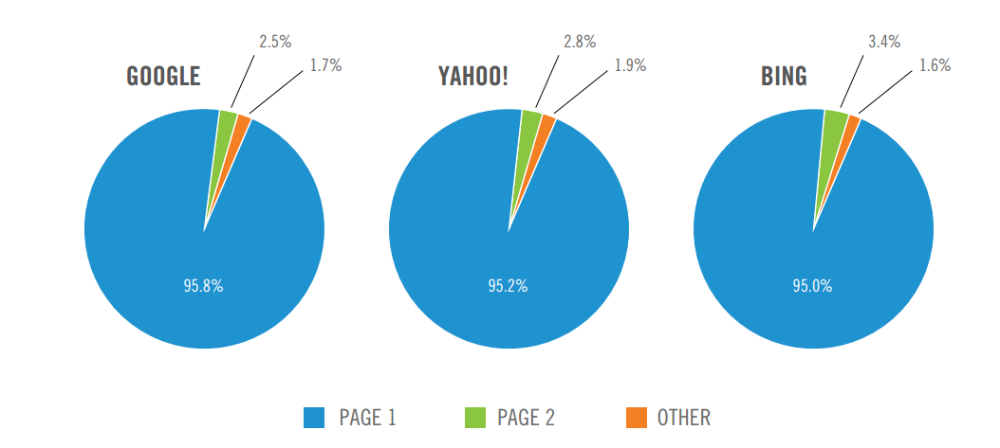 GOOGLE
2.5%
1.7%
95.8%
YAHOO!
2.8%
1.9%
95.2%
BING
3.4%
1.6%
95.0%
PAGE 1
PAGE 2
OTHER